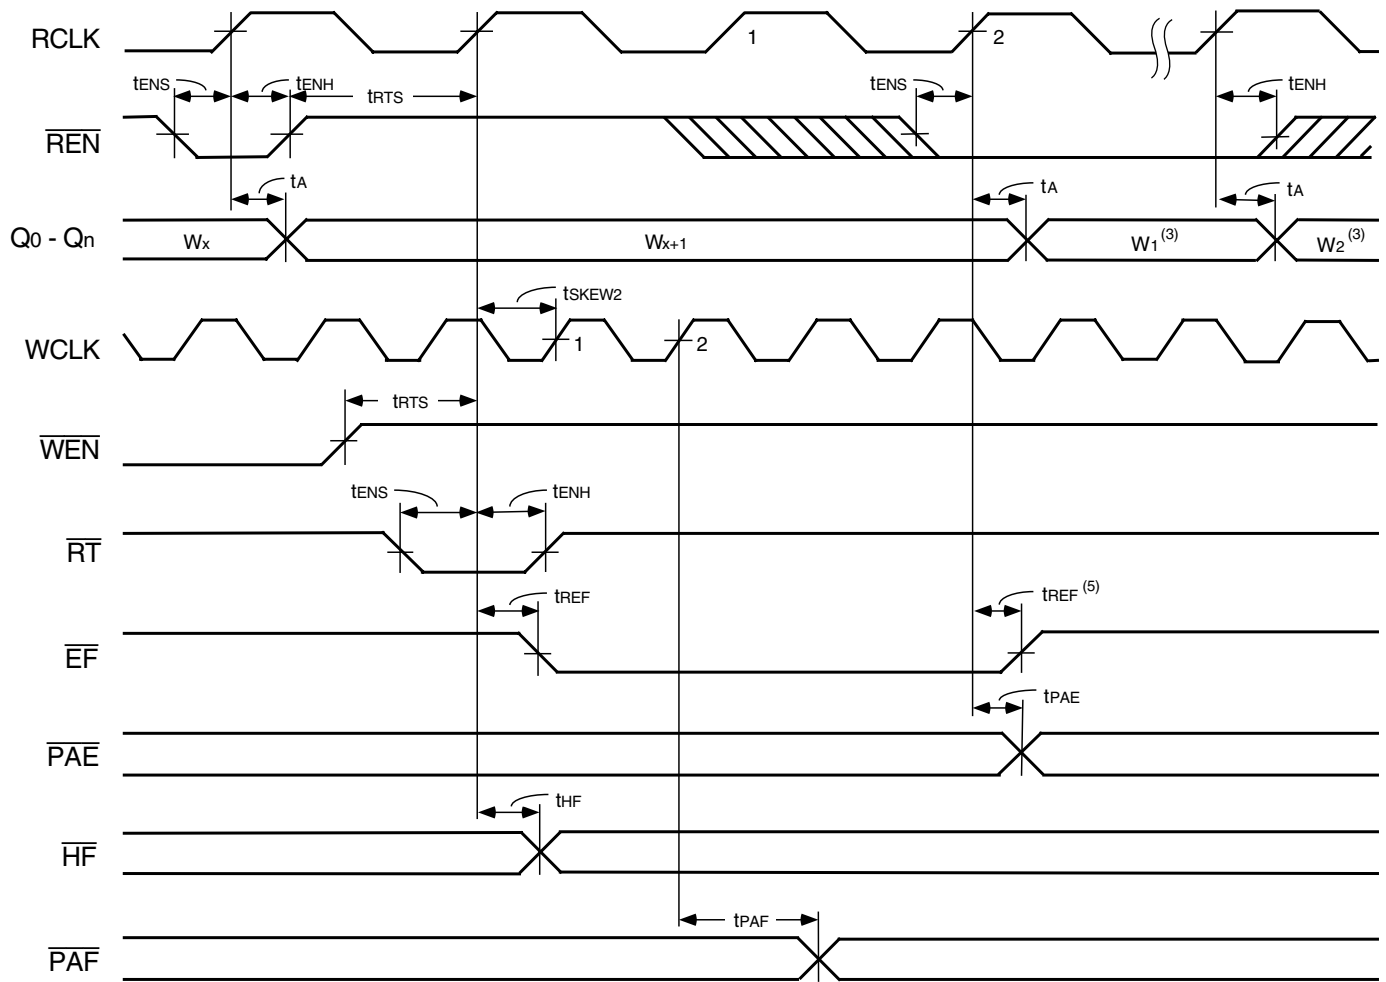 RCLK 1 2
tENS tENH tRTS tENS tENH
REN
tA tA tA
Q0 - Qn Wx Wx+1 W1(3) W2(3)
tSKEW2
WCLK 1 2
tRTS
WEN
tENS tENH
RT
tREF tREF (5)
EF
tPAE
PAE
tHF
HF
tPAF
PAF